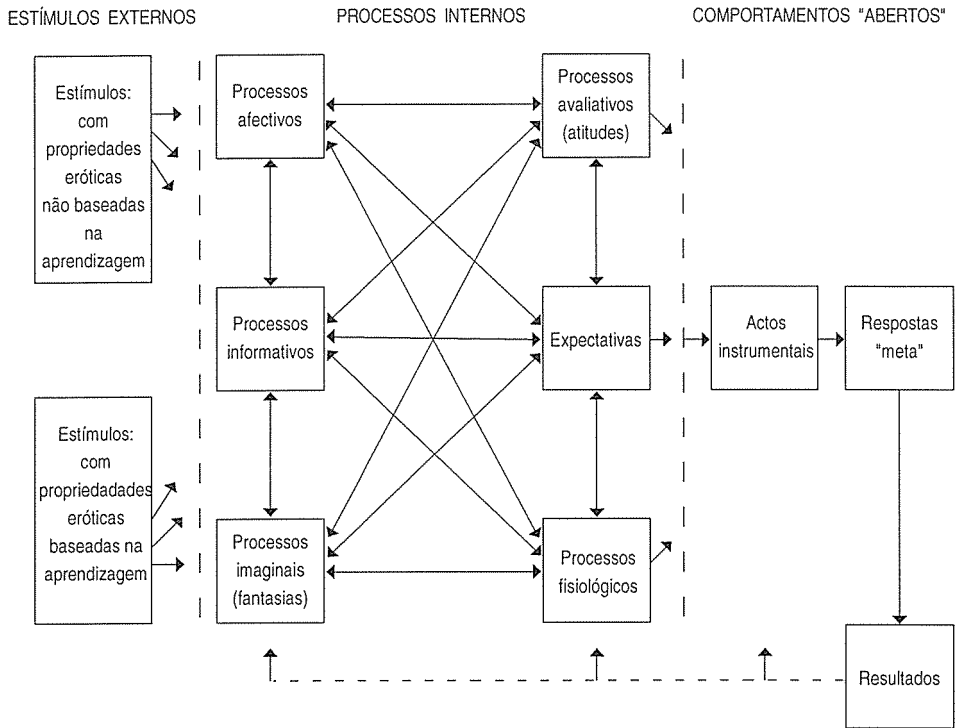 ESTÍMULOS EXTERNOS
PROCESSOS INTERNOS
COMPORTAMENTOS "ABERTOS"
Estímulos:
com
propriedades
eróticas
não baseadas
na
aprendizagem
Estímulos:
com
propriedadades
eróticas
baseadas na
aprendizagem
Processos
afectivos
Processos
informativos
Processos
imaginais
(fantasias)
Processos
avaliativos
(atitudes)
Expectativas
Processos
fisiológicos
Actos
instrumentais
Respostas
"meta"
Resultados